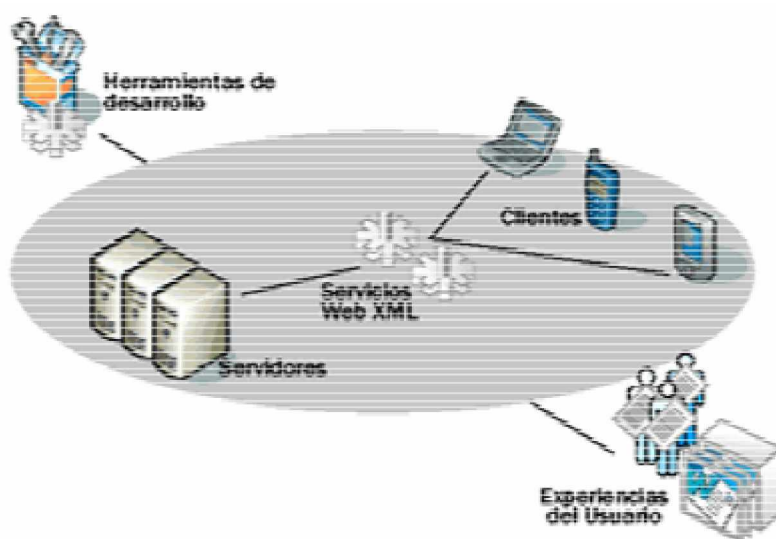 Herramientas de
desarrollo
Clientes
Servicios
Web XML
Servidores
Experiencias
del Usuario